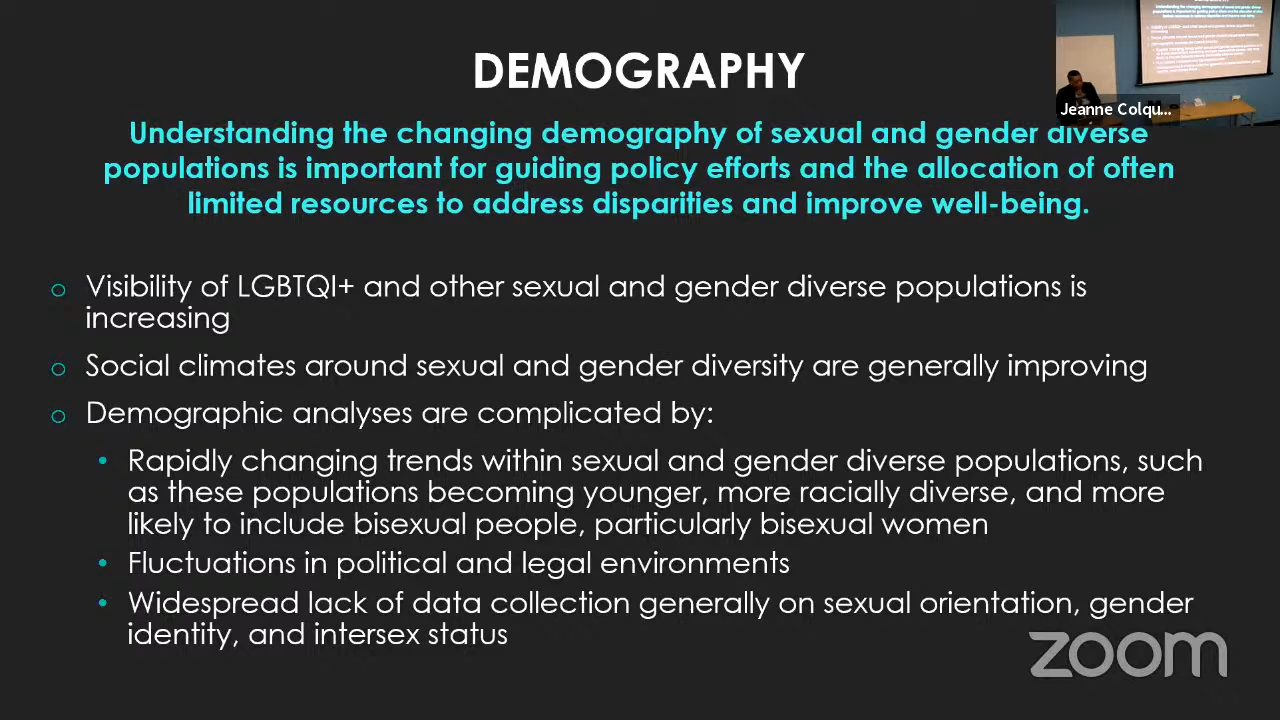 DEMOGRAPHY
Understanding the changing demography of sexual and gender diverse
populations is important for guiding policy efforts and the allocation of often
limited resources to address disparities and improve well-being.
Jeanne Colqu...
o Visibility of LGBTQI+ and other sexual and gender diverse populations is
increasing
o Social climates around sexual and gender diversity are generally improving
o Demographic analyses are complicated by:
• Rapidly changing trends within sexual and gender diverse populations, such
as these populations becoming younger, more racially diverse, and more
likely to include bisexual people, particularly bisexual women
• Fluctuations in political and legal environments
• Widespread lack of data collection generally on sexual orientation, gender
identity, and intersex status
zoom